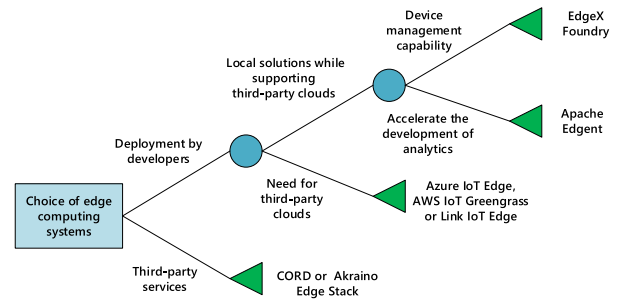 Device
management
capability
EdgeX
Foundry
Local solutions while
supporting
third-party clouds
Accelerate the
development of
analytics
Apache
Edgent
Deployment by
developers
Need for
third-party
clouds
Azure IoT Edge,
AWS IoT Greengrass
or Link IoT Edge
Choice of edge
computing
systems
Third-party
services
CORD or Akraino
Edge Stack